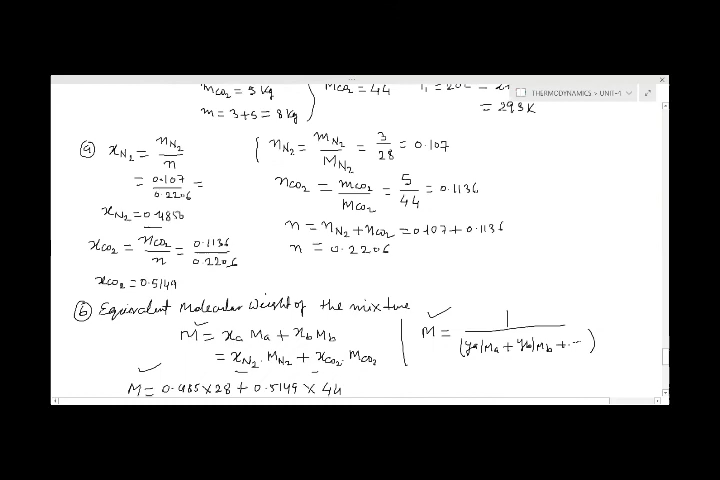 m_CO2 = 5 kg
M_CO2 = 44
m = 3+5 = 8 kg
= 293 K
THERMODYNAMICS > UNIT-4
(a) x_N2 = n_N2 / n
= 0.107 / 0.2206 =
x_N2 = 0.4850
x_CO2 = n_CO2 / n = 0.1136 / 0.2206
x_CO2 = 0.5149
n_N2 = m_N2 / M_N2 = 3 / 28 = 0.107
n_CO2 = m_CO2 / M_CO2 = 5 / 44 = 0.1136
n = n_N2 + n_CO2 = 0.107 + 0.1136
n = 0.2206
(b) Equivalent Molecular Weight of the mixture
M = x_a M_a + x_b M_b
= x_N2 . M_N2 + x_CO2 . M_CO2
M = 1 / (y_a/M_a + y_b/M_b + ...)
M = 0.485 x 28 + 0.5149 x 44